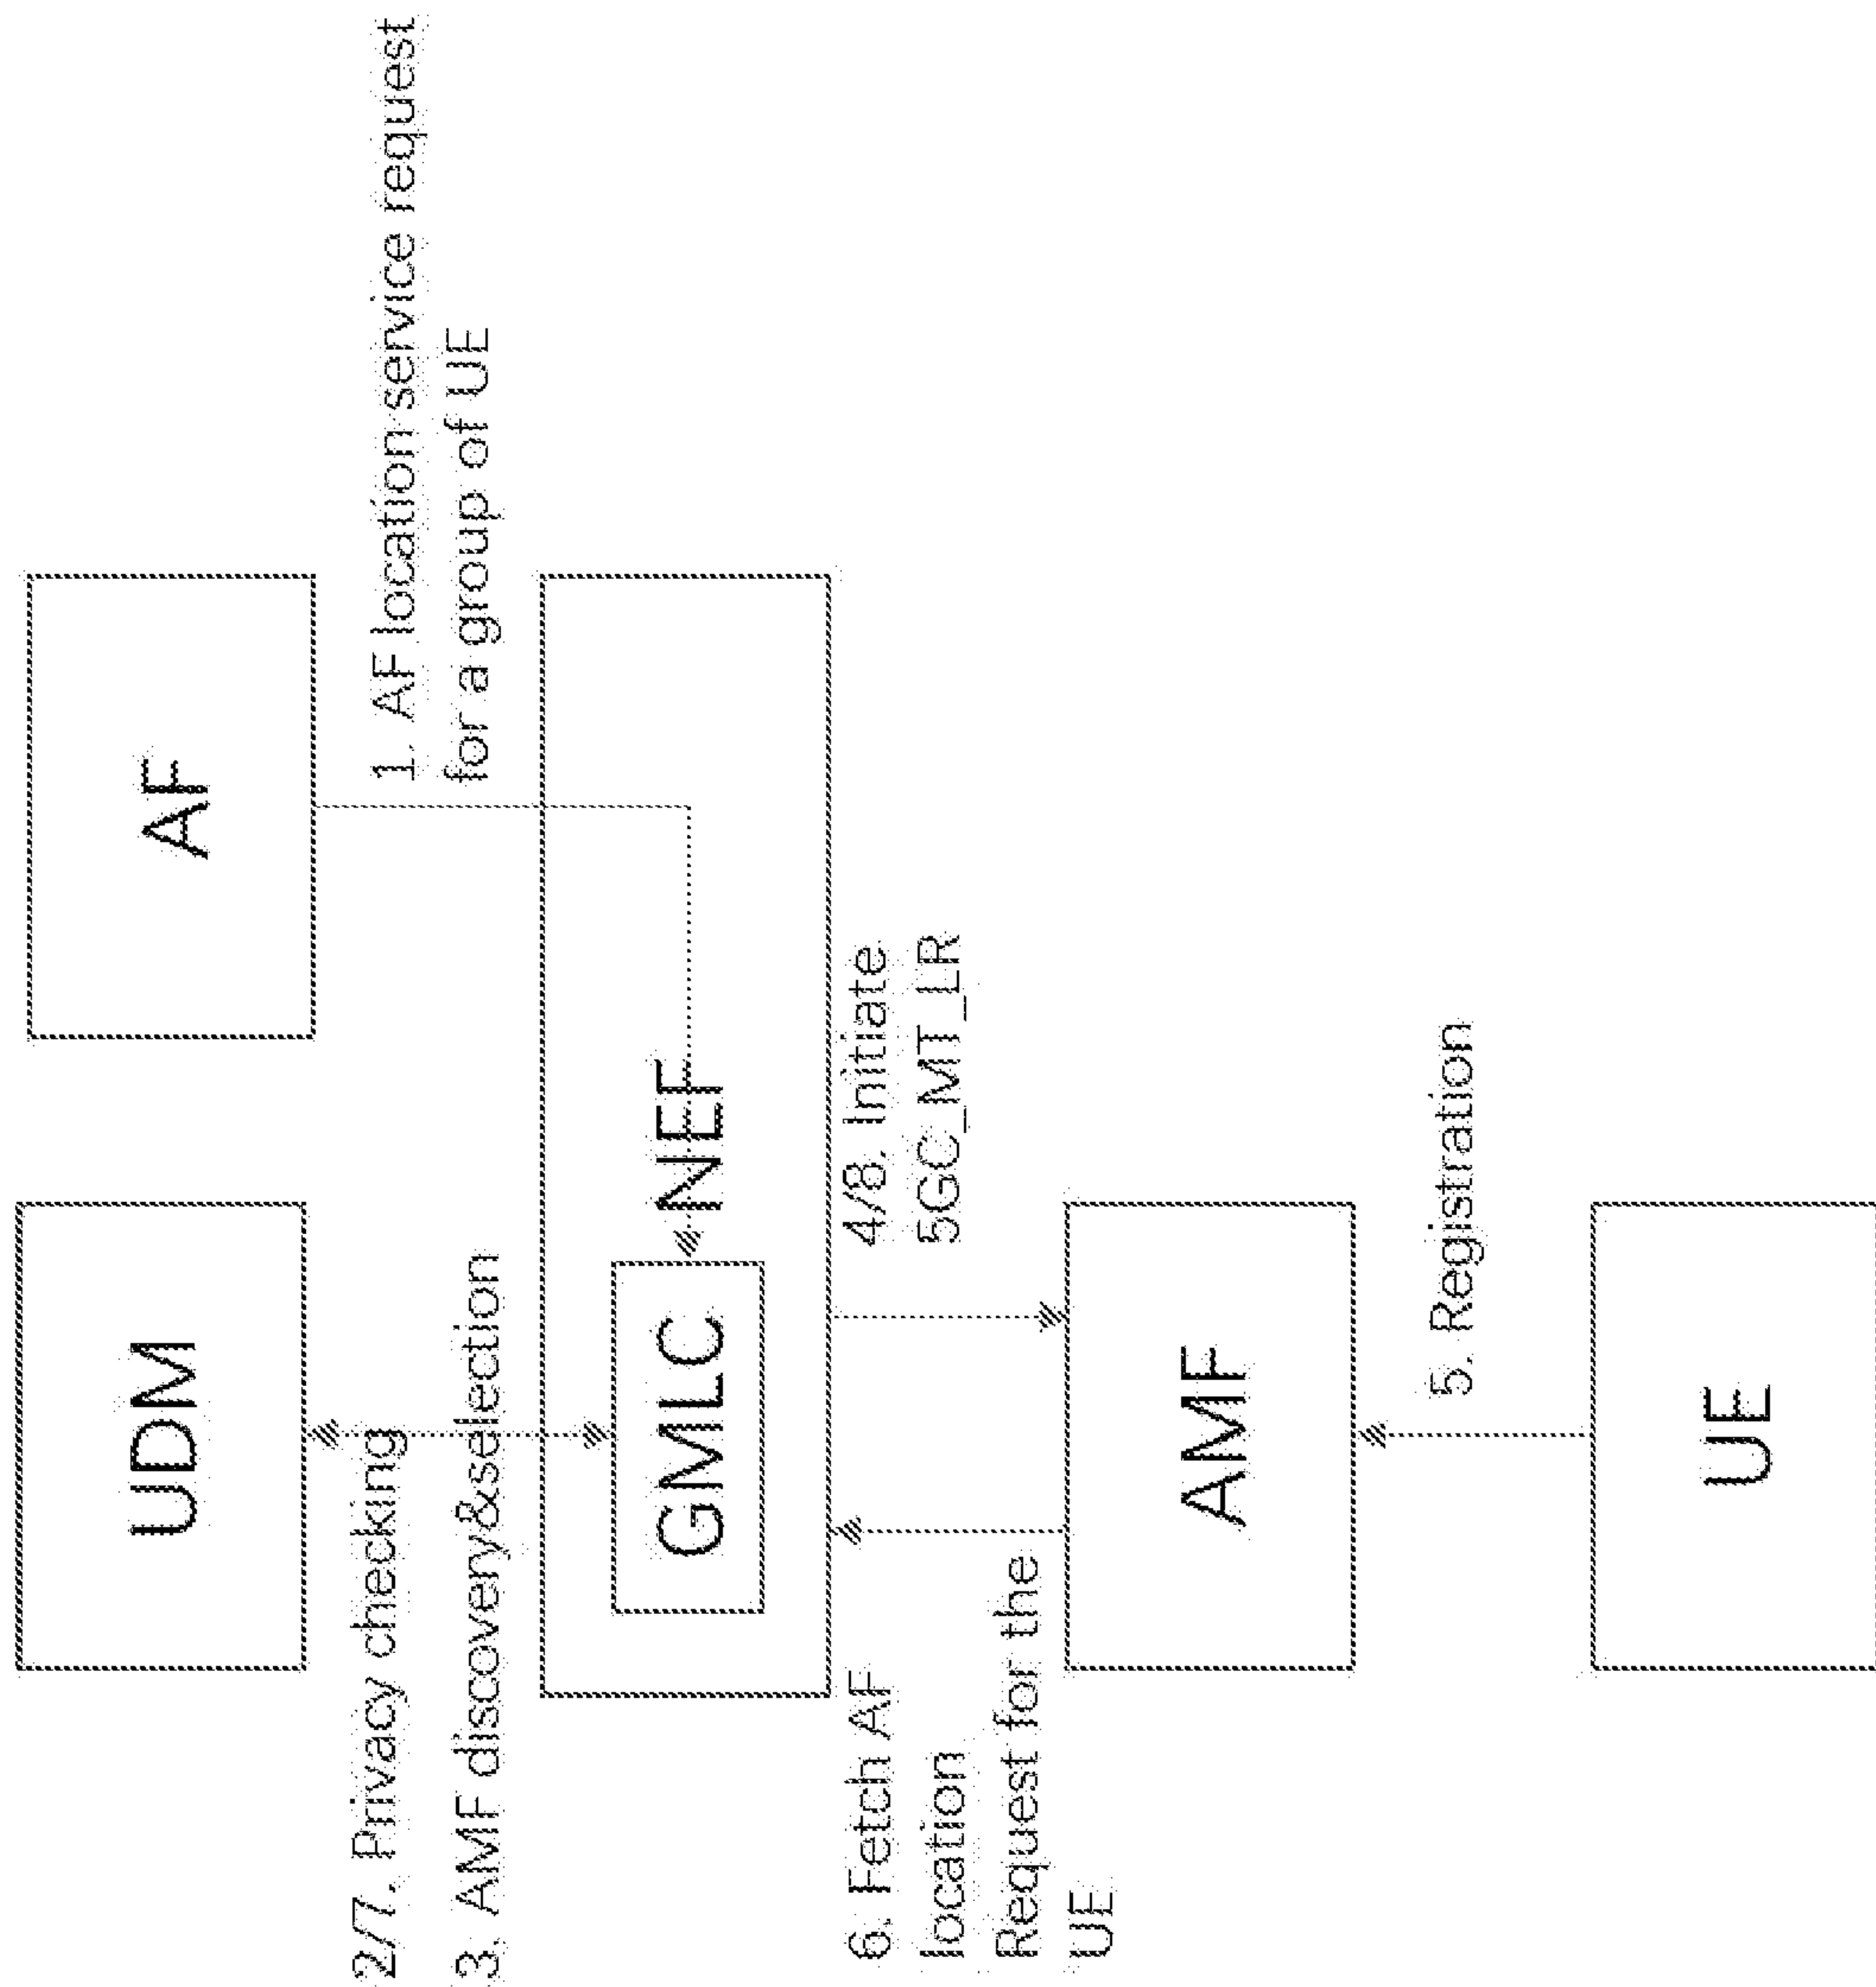 UDM
AF
2/7. Privacy checking
3. AMF discovery&selection
1. AF location service request
for a group of UE
GMLC
NEF
6. Fetch AF
location
Request for the
UE
4/8. Initiate
5GC_MT_LR
AMF
5. Registration
UE